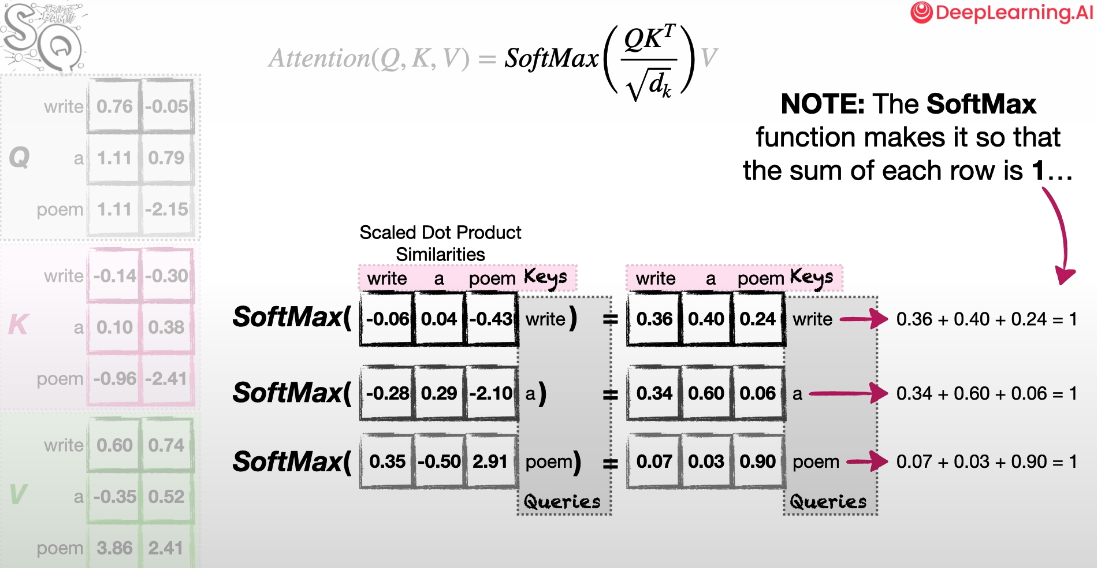 SQ
DeepLearning.AI
Attention(Q, K, V) = SoftMax(QK^T / √d_k)V
NOTE: The SoftMax
function makes it so that
the sum of each row is 1...
write 0.76 -0.05
Q a 1.11 0.79
poem 1.11 -2.15
write -0.14 -0.30
K a 0.10 0.38
poem -0.96 -2.41
write 0.60 0.74
V a -0.35 0.52
poem 3.86 2.41
Scaled Dot Product
Similarities
write a poem Keys write a poem Keys
SoftMax( -0.06 0.04 -0.43 write ) = 0.36 0.40 0.24 write 0.36 + 0.40 + 0.24 = 1
SoftMax( -0.28 0.29 -2.10 a ) = 0.34 0.60 0.06 a 0.34 + 0.60 + 0.06 = 1
SoftMax( 0.35 -0.50 2.91 poem ) = 0.07 0.03 0.90 poem 0.07 + 0.03 + 0.90 = 1
Queries Queries